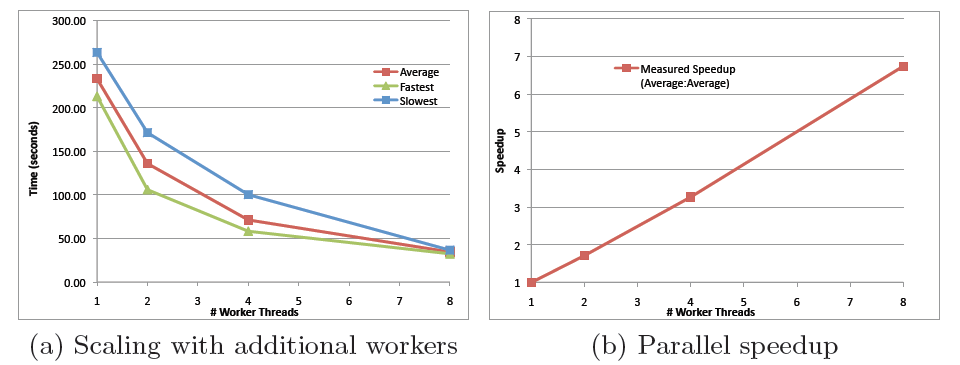 300.00
250.00
200.00
150.00
100.00
50.00
0.00
Time (seconds)
Average
Fastest
Slowest
1 2 3 4 5 6 7 8
# Worker Threads
(a) Scaling with additional workers
8
7
6
5
4
3
2
1
Speedup
Measured Speedup
(Average:Average)
1 2 3 4 5 6 7 8
# Worker Threads
(b) Parallel speedup